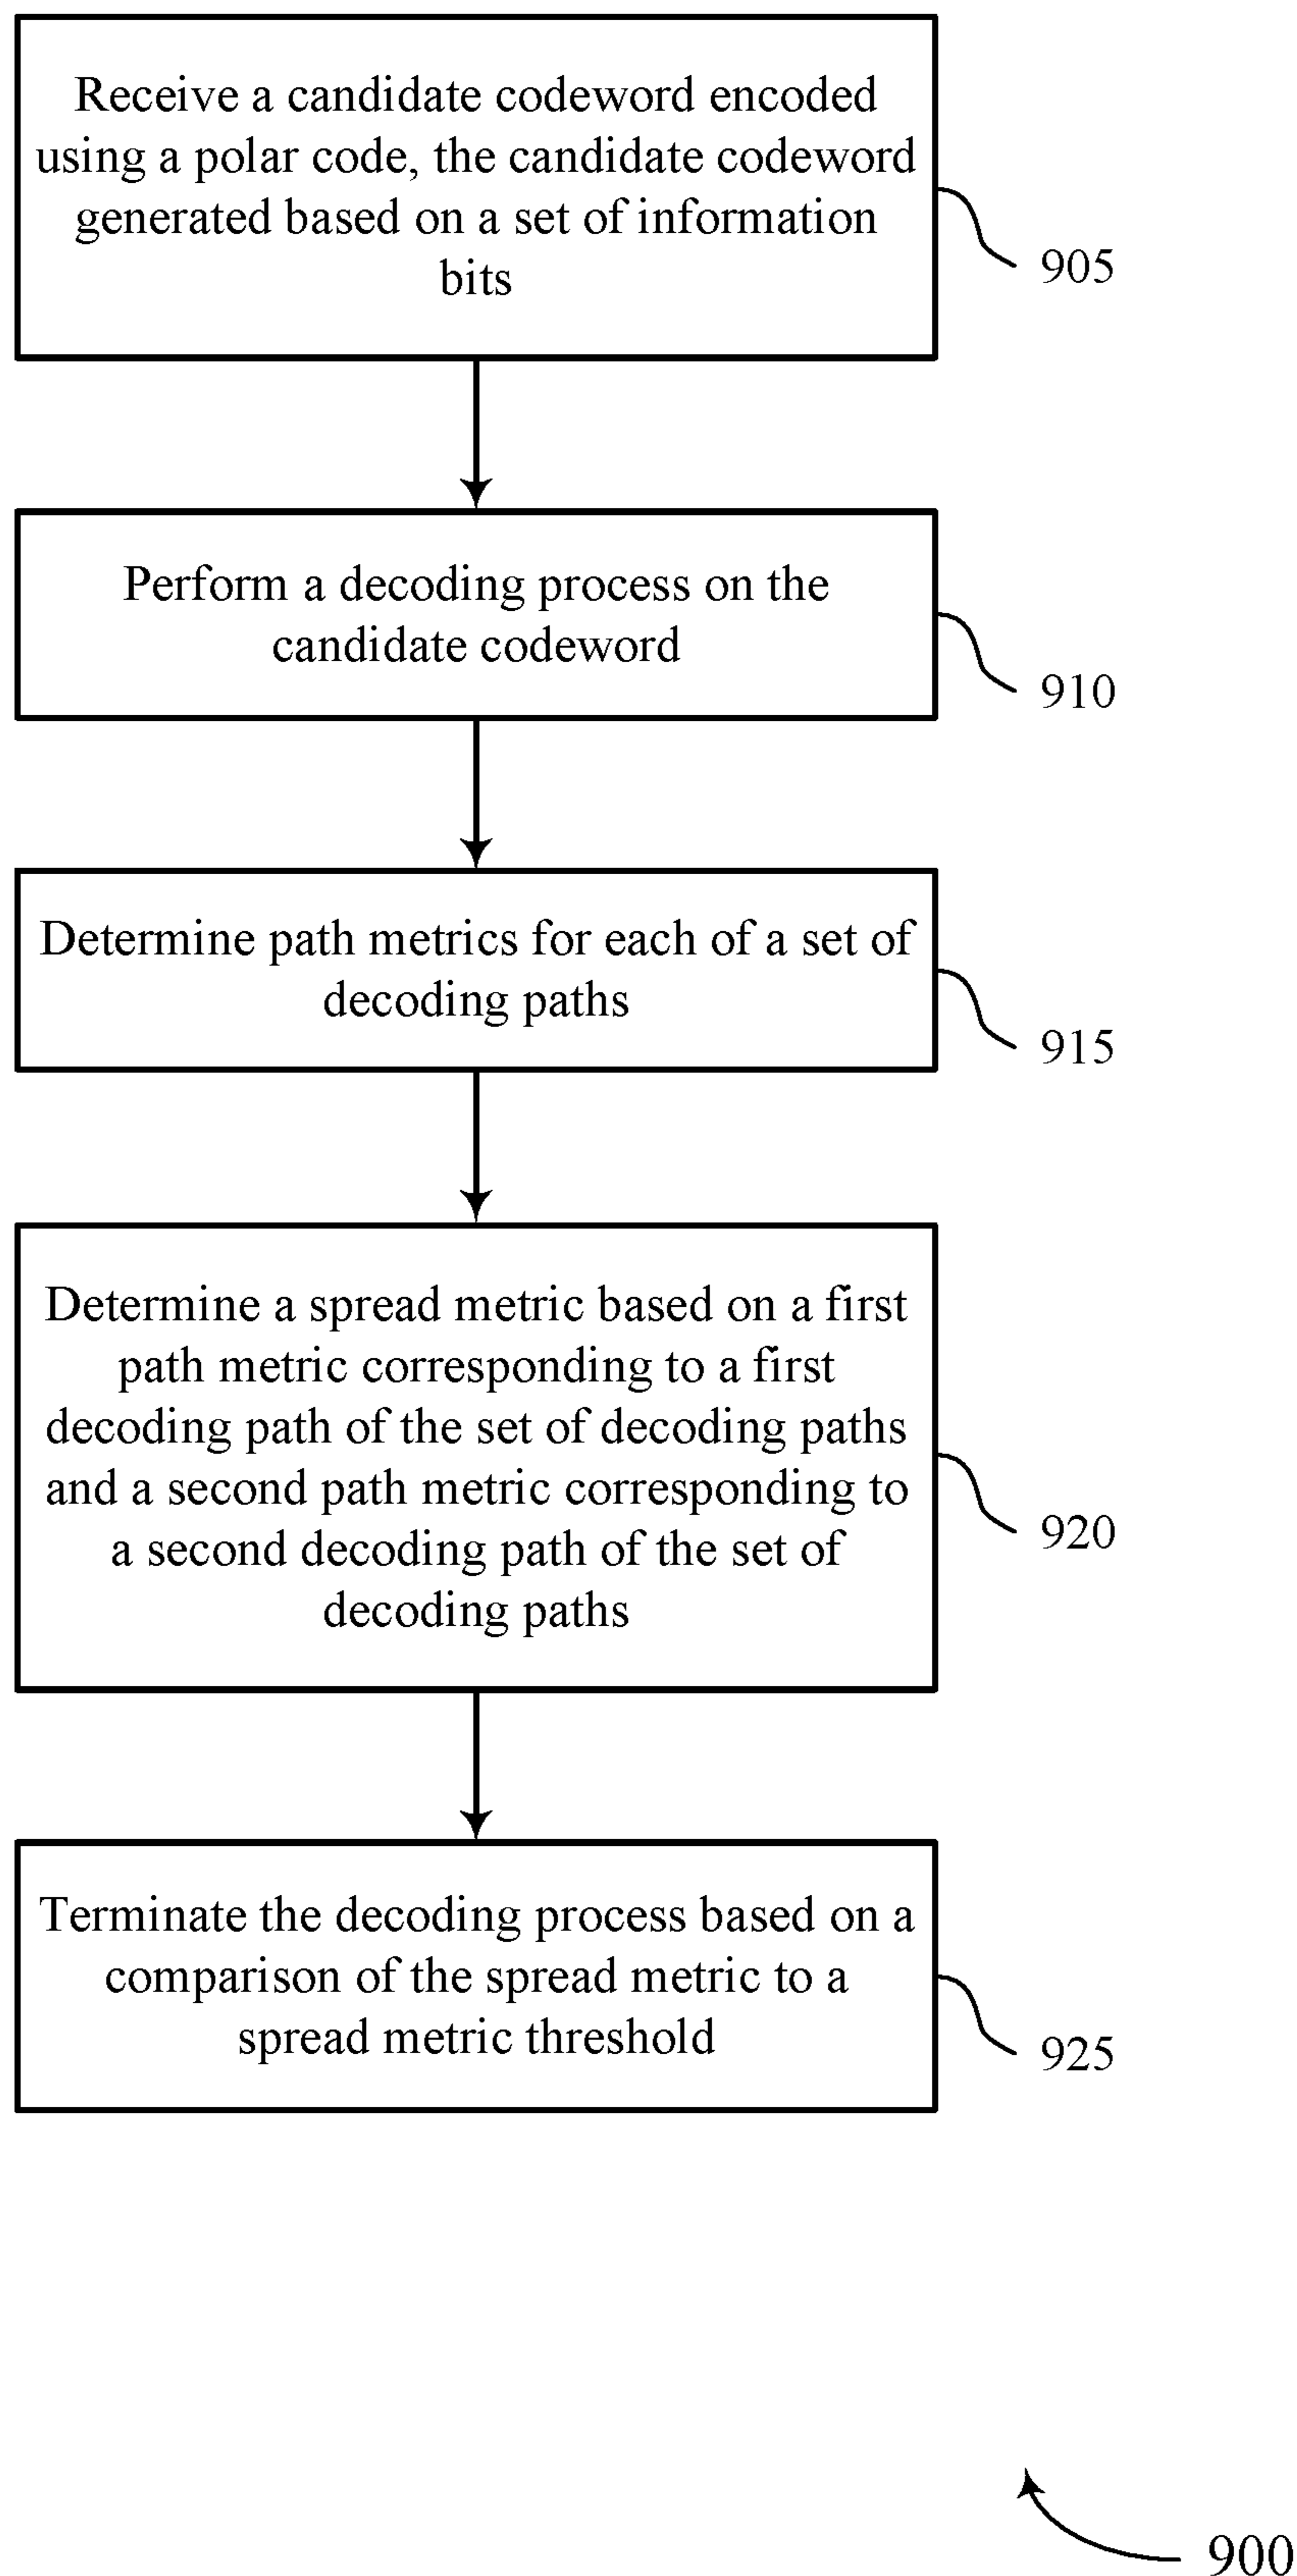 Receive a candidate codeword encoded
using a polar code, the candidate codeword
generated based on a set of information
bits
905
Perform a decoding process on the
candidate codeword
910
Determine path metrics for each of a set of
decoding paths
915
Determine a spread metric based on a first
path metric corresponding to a first
decoding path of the set of decoding paths
and a second path metric corresponding to
a second decoding path of the set of
decoding paths
920
Terminate the decoding process based on a
comparison of the spread metric to a
spread metric threshold
925
900